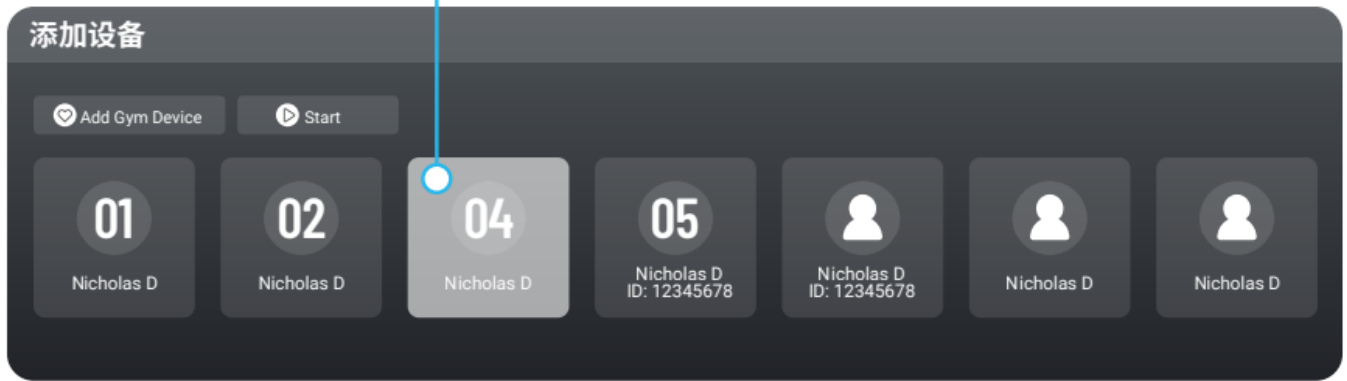 添加设备
Add Gym Device
Start
01
Nicholas D
02
Nicholas D
04
Nicholas D
05
Nicholas D
ID: 12345678
Nicholas D
ID: 12345678
Nicholas D
Nicholas D